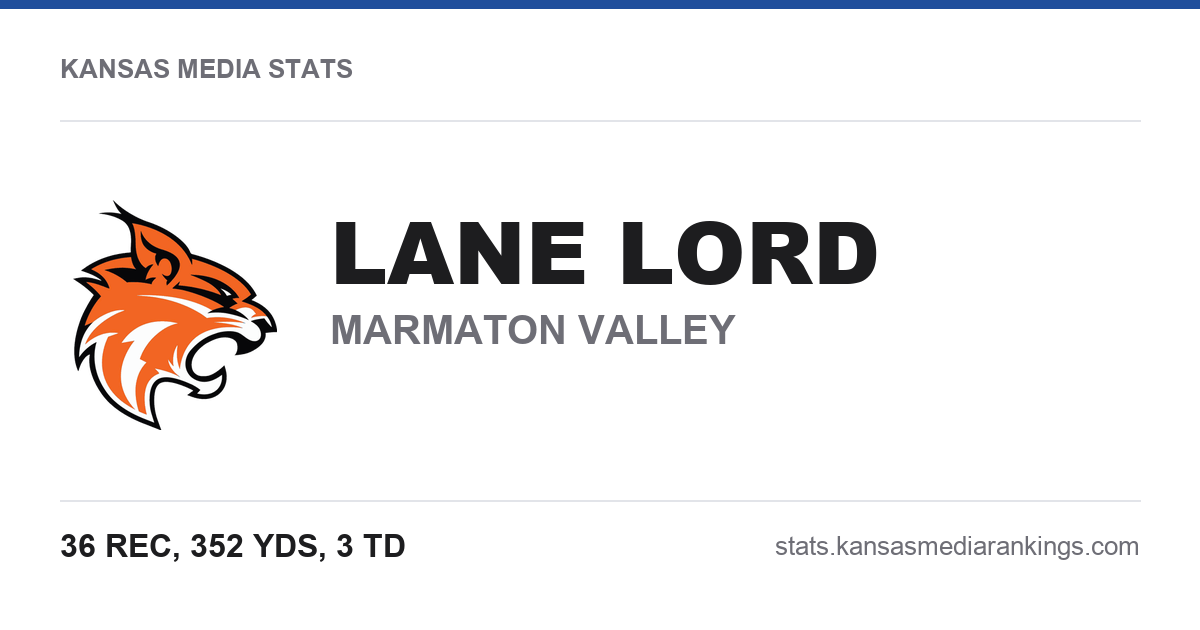 KANSAS MEDIA STATS
LANE LORD
MARMATON VALLEY
36 REC, 352 YDS, 3 TD
stats.kansasmediarankings.com